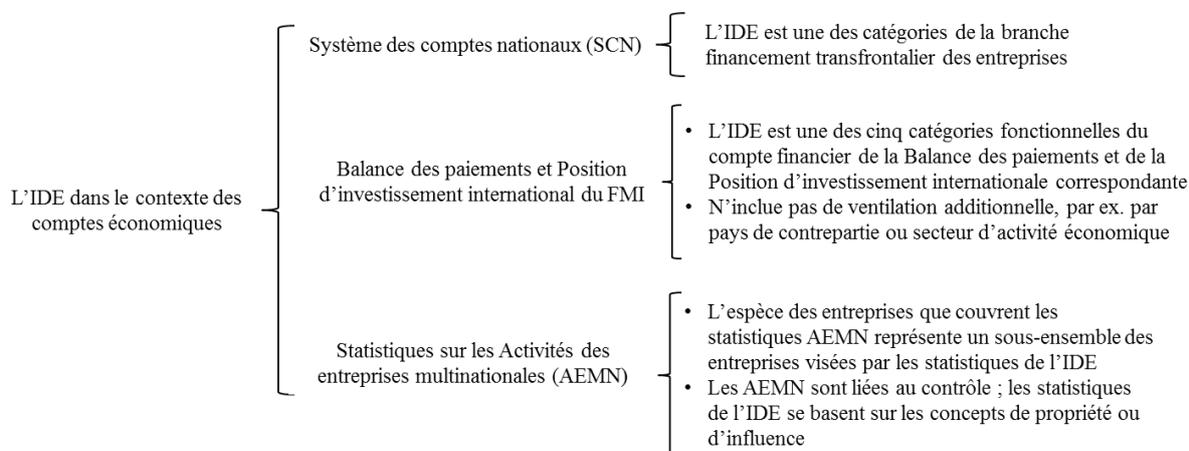 L’IDE dans le contexte des
comptes économiques
Système des comptes nationaux (SCN)
L’IDE est une des catégories de la branche
financement transfrontalier des entreprises
Balance des paiements et Position
d’investissement international du FMI
• L’IDE est une des cinq catégories fonctionnelles du
compte financier de la Balance des paiements et de la
Position d’investissement internationale correspondante
• N’inclue pas de ventilation additionnelle, par ex. par
pays de contrepartie ou secteur d’activité économique
Statistiques sur les Activités des
entreprises multinationales (AEMN)
• L’espèce des entreprises que couvrent les
statistiques AEMN représente un sous-ensemble des
entreprises visées par les statistiques de l’IDE
• Les AEMN sont liées au contrôle ; les statistiques
de l’IDE se basent sur les concepts de propriété ou
d’influence